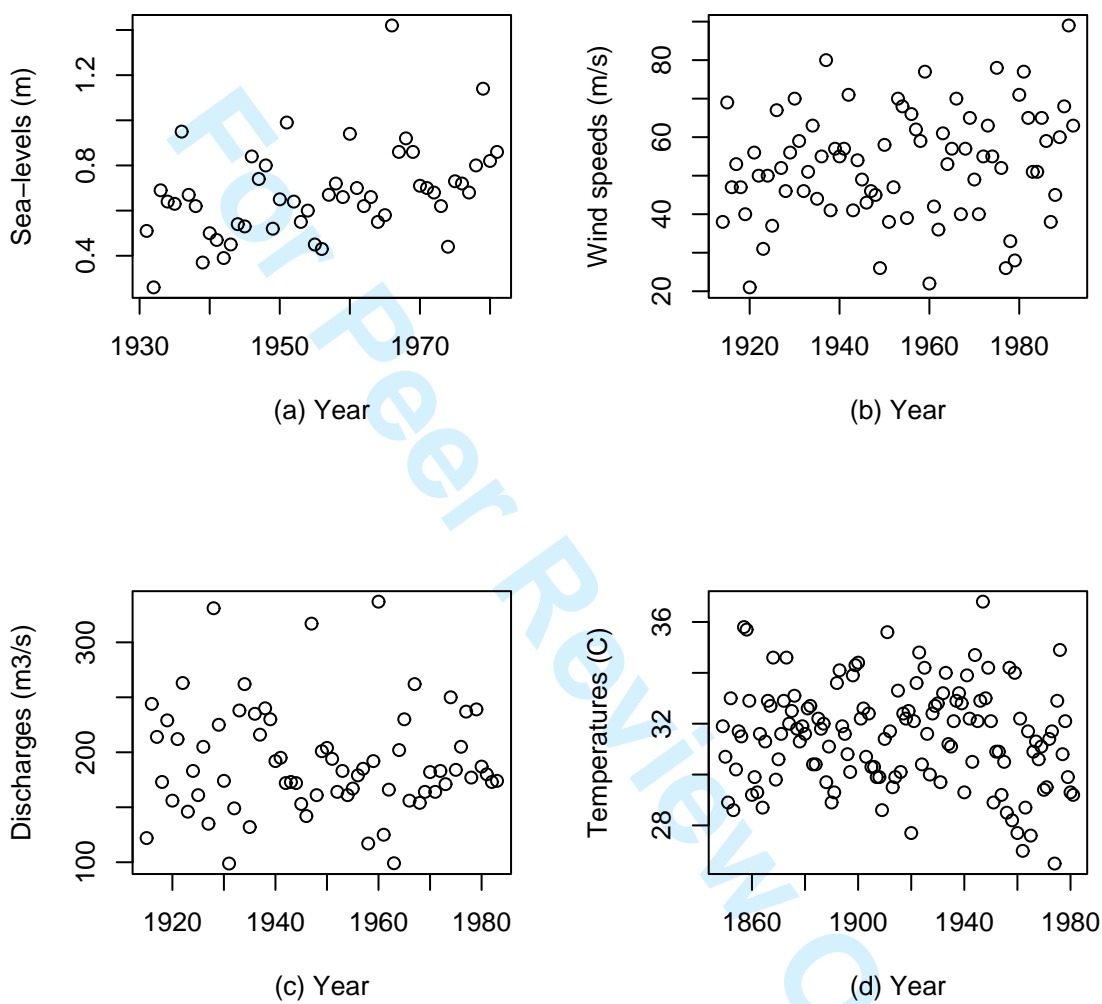 Sea−levels (m)
1.2
0.8
0.4
1930 1950 1970
(a) Year
Wind speeds (m/s)
80
60
40
20
1920 1940 1960 1980
(b) Year
Discharges (m3/s)
300
200
100
1920 1940 1960 1980
(c) Year
Temperatures (C)
36
32
28
1860 1900 1940 1980
(d) Year
For Peer Review O